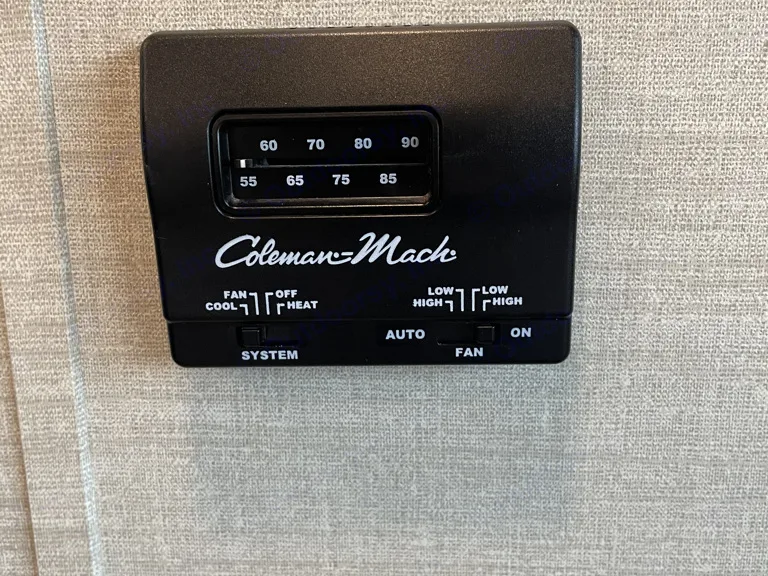 60 70 80 90
55 65 75 85
Coleman-Mach
FAN OFF
COOL HEAT
LOW LOW
HIGH HIGH
AUTO ON
SYSTEM
FAN